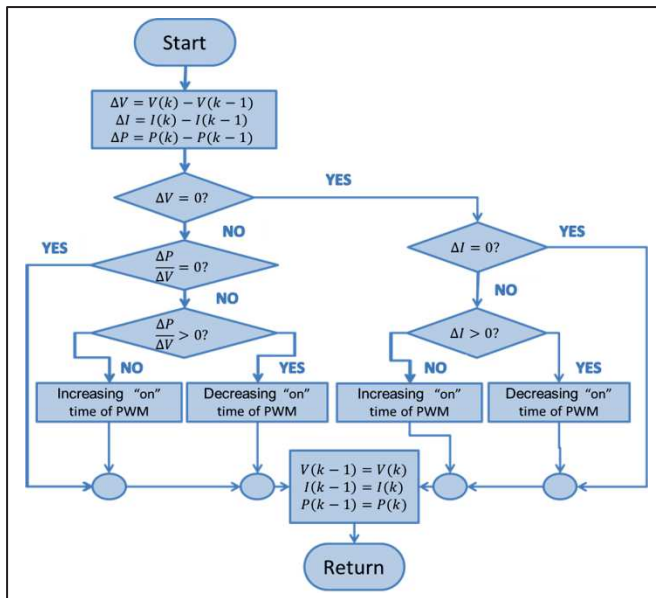 Start
ΔV = V(k) − V(k − 1)
ΔI = I(k) − I(k − 1)
ΔP = P(k) − P(k − 1)
YES
ΔV = 0?
NO
YES
ΔP
ΔV
= 0?
ΔI = 0?
YES
NO
NO
ΔP
ΔV
> 0?
ΔI > 0?
NO
YES
NO
YES
Increasing “on”
time of PWM
Decreasing “on”
time of PWM
Increasing “on”
time of PWM
Decreasing “on”
time of PWM
V(k − 1) = V(k)
I(k − 1) = I(k)
P(k − 1) = P(k)
Return